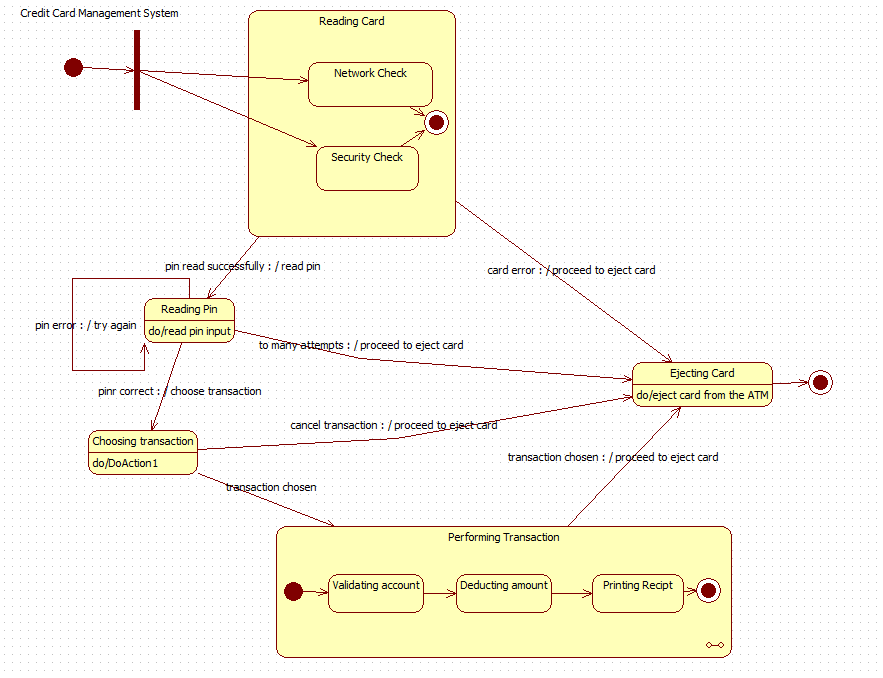 Credit Card Management System
Reading Card
Network Check
Security Check
pin read successfully : / read pin
card error : / proceed to eject card
Reading Pin
do/read pin input
pin error : / try again
to many attempts : / proceed to eject card
Ejecting Card
do/eject card from the ATM
pinr correct : / choose transaction
cancel transaction : / proceed to eject card
Choosing transaction
do/DoAction1
transaction chosen : / proceed to eject card
transaction chosen
Performing Transaction
Validating account
Deducting amount
Printing Recipt